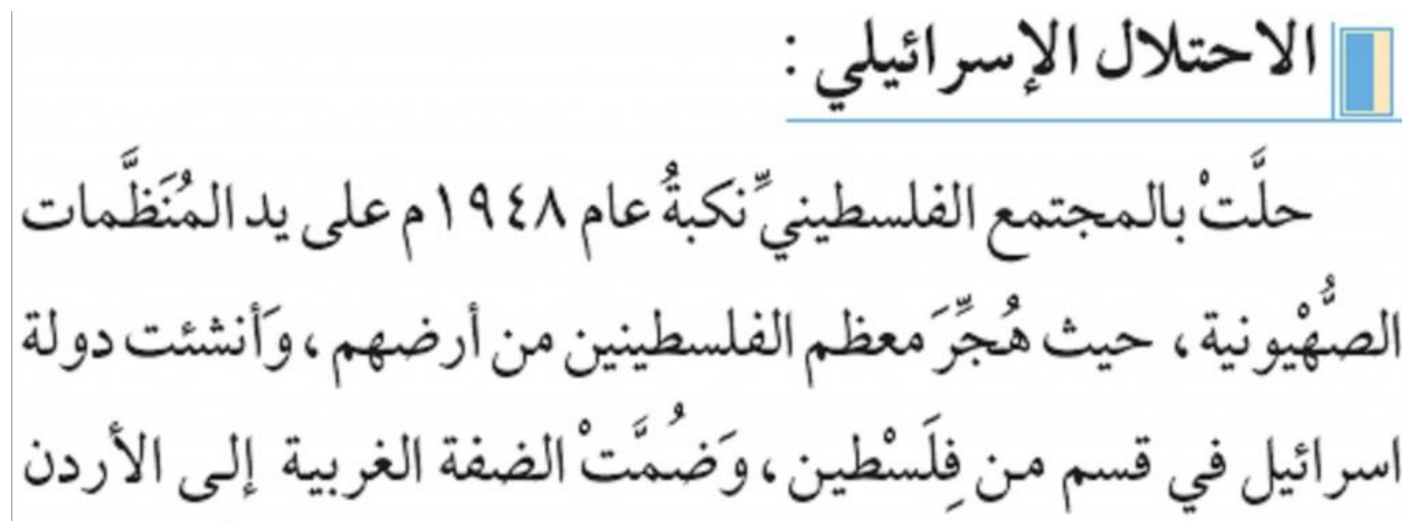 الاحتلال الإسرائيلي :
حلَّتْ بالمجتمع الفلسطينيِّ نكبةُ عام ١٩٤٨م على يد المُنَظَّمات
الصُّهْيونية، حيث هُجِّرَ معظم الفلسطينين من أرضهم، وَأنشئت دولة
اسرائيل في قسم من فِلَسْطين، وَضُمَّتْ الضفة الغربية إلى الأردن